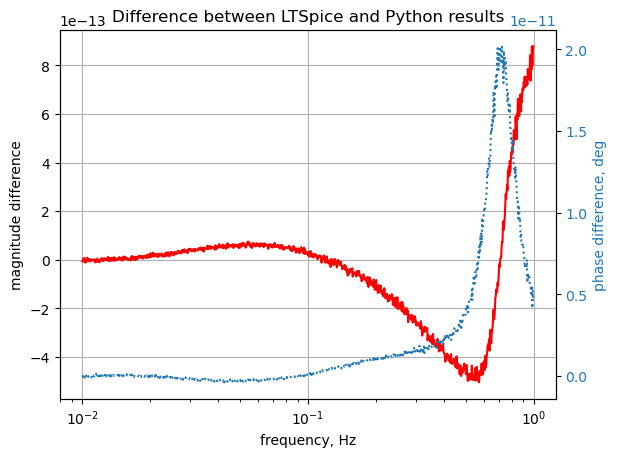 Difference between LTSpice and Python results
1e−13
1e−11
magnitude difference
8
6
4
2
0
−2
−4
2.0
1.5
1.0
0.5
0.0
phase difference, deg
10−2
10−1
100
frequency, Hz